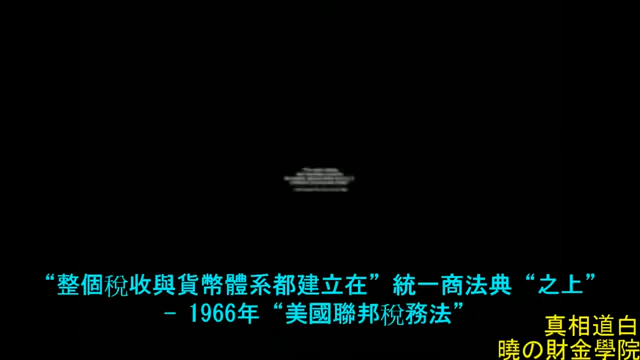 “整個稅收與貨幣體系都建立在”統一商法典“之上”
- 1966年“美國聯邦稅務法”
真相道白
曉の財金學院